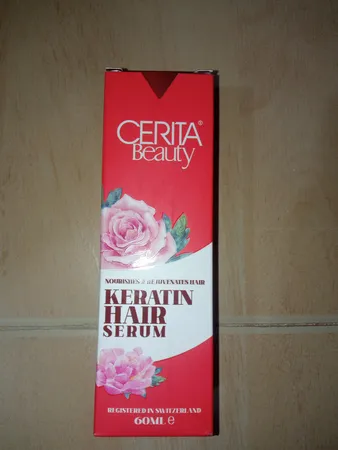 CERITA®
Beauty
NOURISHES & REJUVENATES HAIR
KERATIN
HAIR
SERUM
REGISTERED IN SWITZERLAND
60ML ℮